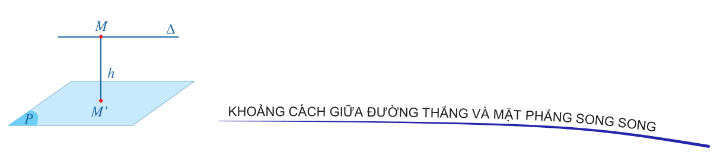 M Δ
h
M'
P
KHOẢNG CÁCH GIỮA ĐƯỜNG THẲNG VÀ MẶT PHẲNG SONG SONG